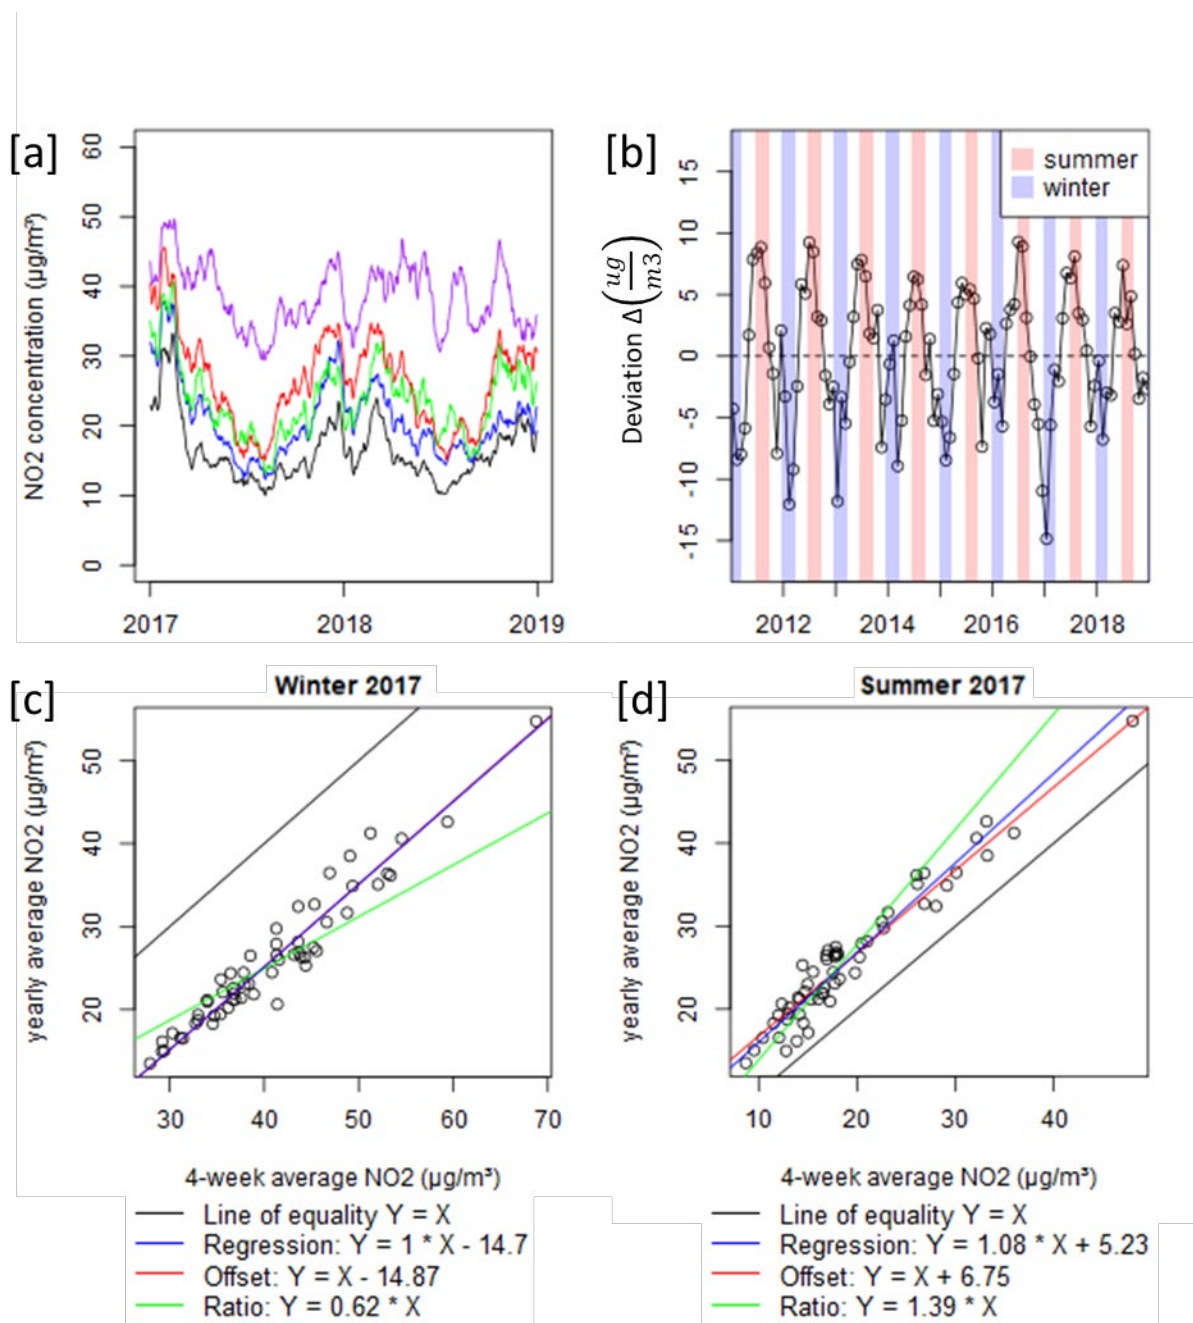 [a]
NO2 concentration (µg/m³)
60
50
40
30
20
10
0
2017 2018 2019
[b]
Deviation Δ(ug/m3)
15
10
5
0
-5
-10
-15
2012 2014 2016 2018
summer
winter
[c]
Winter 2017
yearly average NO2 (µg/m³)
50
40
30
20
30 40 50 60 70
4-week average NO2 (µg/m³)
Line of equality Y = X
Regression: Y = 1 * X - 14.7
Offset: Y = X - 14.87
Ratio: Y = 0.62 * X
[d]
Summer 2017
yearly average NO2 (µg/m³)
50
40
30
20
10 20 30 40
4-week average NO2 (µg/m³)
Line of equality Y = X
Regression: Y = 1.08 * X + 5.23
Offset: Y = X + 6.75
Ratio: Y = 1.39 * X